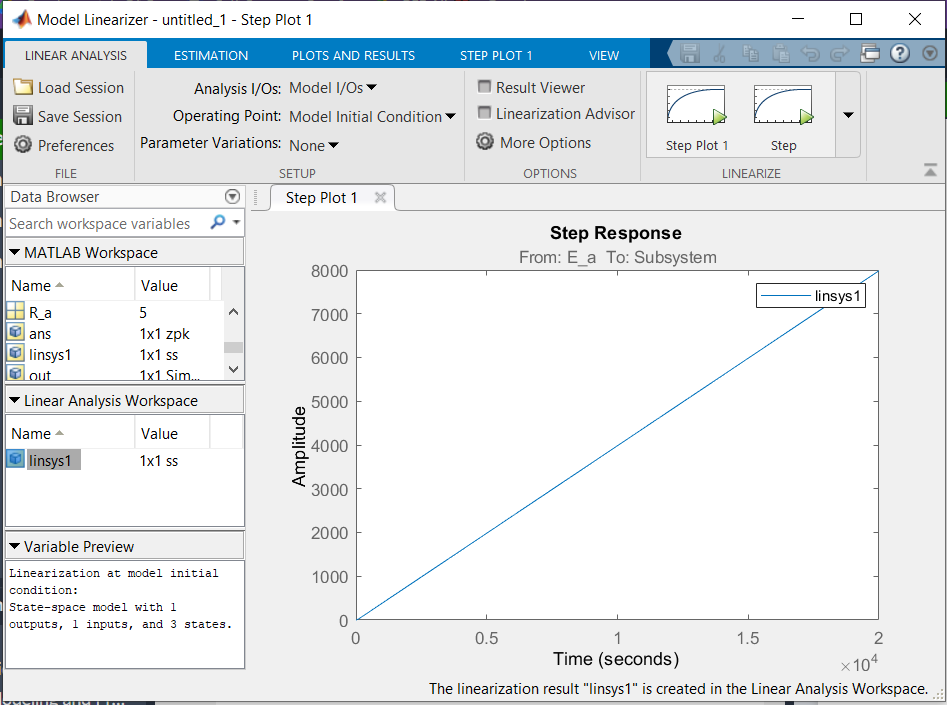 Model Linearizer - untitled_1 - Step Plot 1
LINEAR ANALYSIS ESTIMATION PLOTS AND RESULTS STEP PLOT 1 VIEW
Load Session
Save Session
Preferences
FILE
Analysis I/Os: Model I/Os
Operating Point: Model Initial Condition
Parameter Variations: None
SETUP
Result Viewer
Linearization Advisor
More Options
OPTIONS
Step Plot 1 Step
LINEARIZE
Data Browser
Search workspace variables
MATLAB Workspace
Name Value
R_a 5
ans 1x1 zpk
linsys1 1x1 ss
out 1x1 Sim...
Linear Analysis Workspace
Name Value
linsys1 1x1 ss
Variable Preview
Linearization at model initial
condition:
State-space model with 1
outputs, 1 inputs, and 3 states.
Step Plot 1
Step Response
From: E_a To: Subsystem
linsys1
8000
7000
6000
5000
4000
3000
2000
1000
0
Amplitude
0 0.5 1 1.5 2
×10⁴
Time (seconds)
The linearization result "linsys1" is created in the Linear Analysis Workspace.